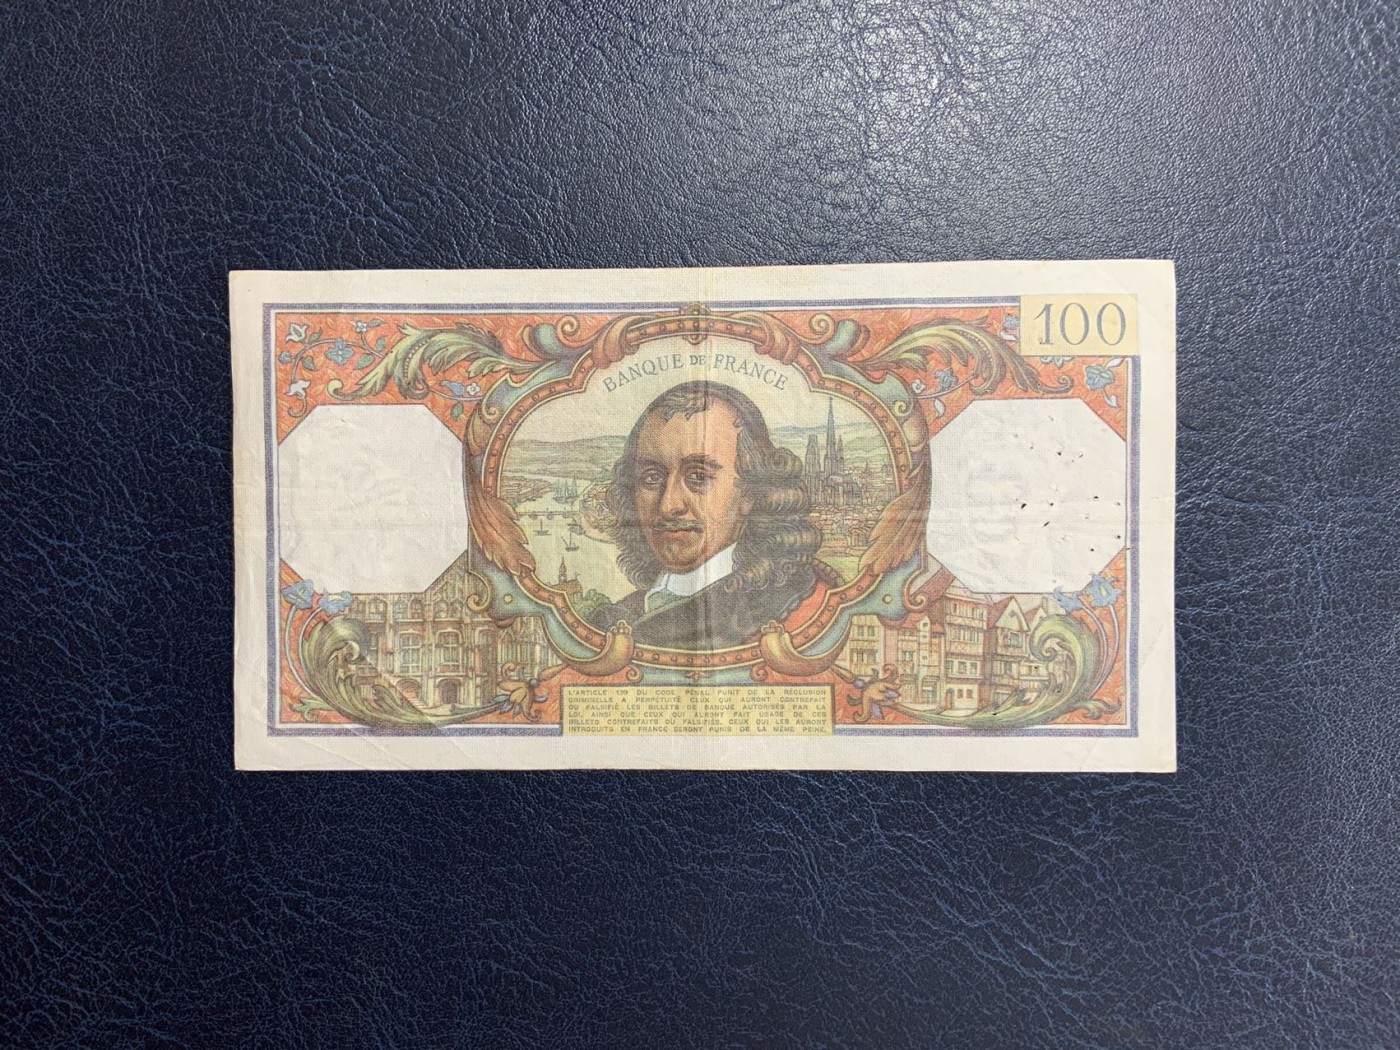 100
BANQUE DE FRANCE
L'ARTICLE 139 DU CODE PÉNAL PUNIT DE LA RÉCLUSION
CRIMINELLE A PERPÉTUITÉ CEUX QUI AURONT CONTREFAIT
OU FALSIFIÉ LES BILLETS DE BANQUE AUTORISÉS PAR LA
LOI, AINSI QUE CEUX QUI AURONT FAIT USAGE DE CES
BILLETS CONTREFAITS OU FALSIFIÉS. CEUX QUI LES AURONT
INTRODUITS EN FRANCE SERONT PUNIS DE LA MÊME PEINE.